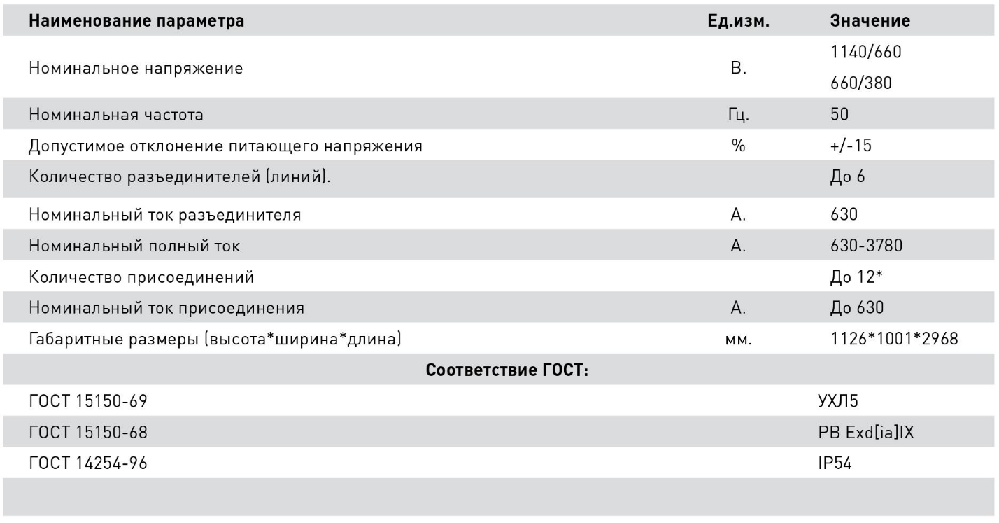 Наименование параметра Ед.изм. Значение
1140/660
Номинальное напряжение В.
660/380
Номинальная частота Гц. 50
Допустимое отклонение питающего напряжения % +/-15
Количество разъединителей (линий). До 6
Номинальный ток разъединителя А. 630
Номинальный полный ток А. 630-3780
Количество присоединений До 12*
Номинальный ток присоединения А. До 630
Габаритные размеры (высота*ширина*длина) мм. 1126*1001*2968
Соответствие ГОСТ:
ГОСТ 15150-69 УХЛ5
ГОСТ 15150-68 РВ Exd[ia]IX
ГОСТ 14254-96 IP54